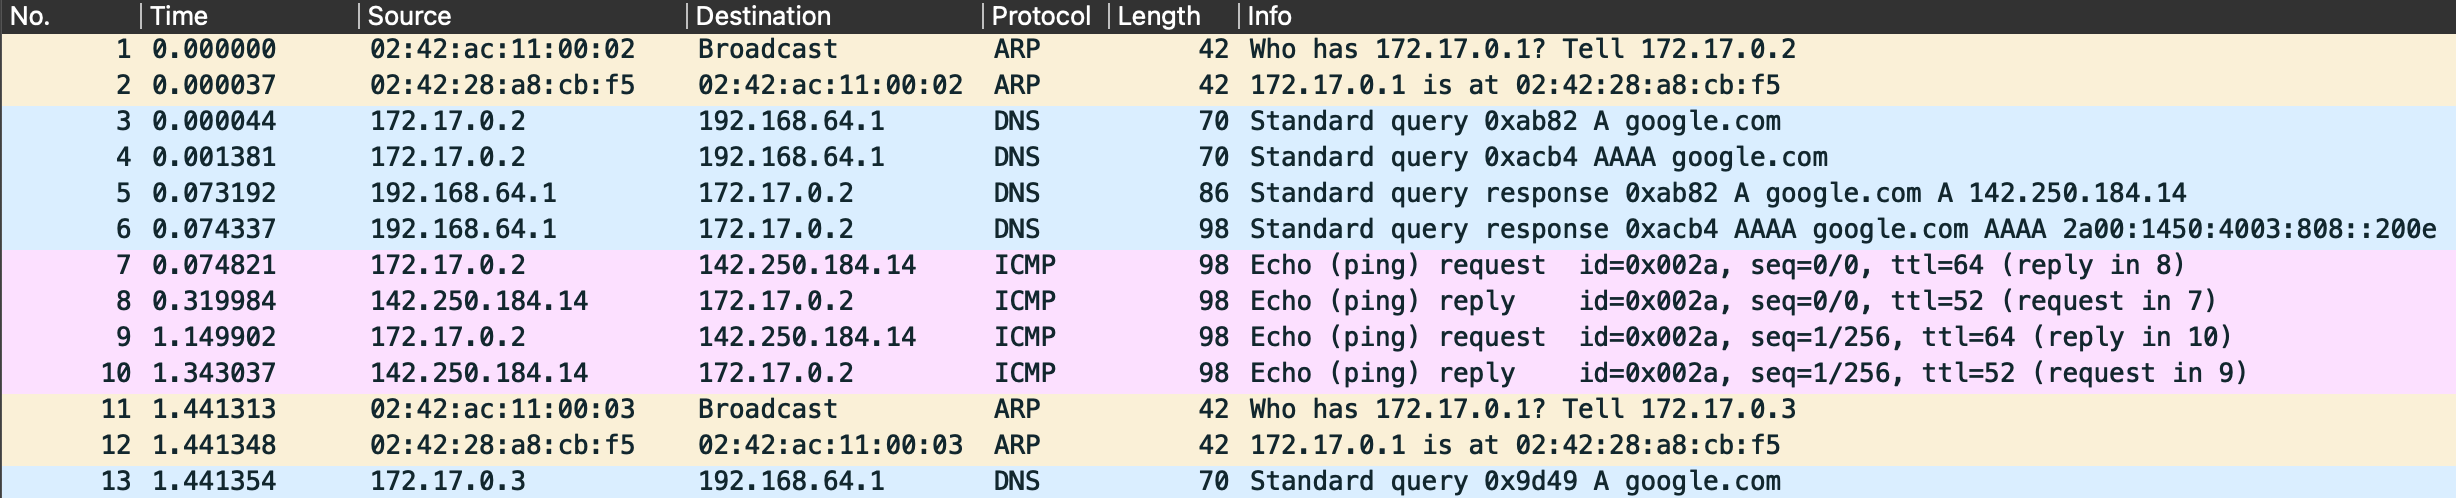 No. Time Source Destination Protocol Length Info
1 0.000000 02:42:ac:11:00:02 Broadcast ARP 42 Who has 172.17.0.1? Tell 172.17.0.2
2 0.000037 02:42:28:a8:cb:f5 02:42:ac:11:00:02 ARP 42 172.17.0.1 is at 02:42:28:a8:cb:f5
3 0.000044 172.17.0.2 192.168.64.1 DNS 70 Standard query 0xab82 A google.com
4 0.001381 172.17.0.2 192.168.64.1 DNS 70 Standard query 0xacb4 AAAA google.com
5 0.073192 192.168.64.1 172.17.0.2 DNS 86 Standard query response 0xab82 A google.com A 142.250.184.14
6 0.074337 192.168.64.1 172.17.0.2 DNS 98 Standard query response 0xacb4 AAAA google.com AAAA 2a00:1450:4003:808::200e
7 0.074821 172.17.0.2 142.250.184.14 ICMP 98 Echo (ping) request id=0x002a, seq=0/0, ttl=64 (reply in 8)
8 0.319984 142.250.184.14 172.17.0.2 ICMP 98 Echo (ping) reply id=0x002a, seq=0/0, ttl=52 (request in 7)
9 1.149902 172.17.0.2 142.250.184.14 ICMP 98 Echo (ping) request id=0x002a, seq=1/256, ttl=64 (reply in 10)
10 1.343037 142.250.184.14 172.17.0.2 ICMP 98 Echo (ping) reply id=0x002a, seq=1/256, ttl=52 (request in 9)
11 1.441313 02:42:ac:11:00:03 Broadcast ARP 42 Who has 172.17.0.1? Tell 172.17.0.3
12 1.441348 02:42:28:a8:cb:f5 02:42:ac:11:00:03 ARP 42 172.17.0.1 is at 02:42:28:a8:cb:f5
13 1.441354 172.17.0.3 192.168.64.1 DNS 70 Standard query 0x9d49 A google.com